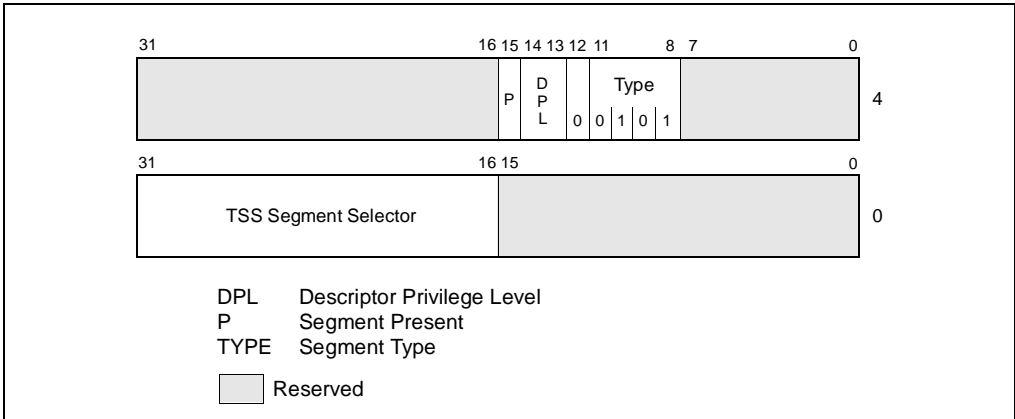 31 16 15 14 13 12 11 8 7 0
P D P L 0 Type 0 1 0 1 4
31 16 15 0
TSS Segment Selector 0
DPL Descriptor Privilege Level
P Segment Present
TYPE Segment Type
Reserved